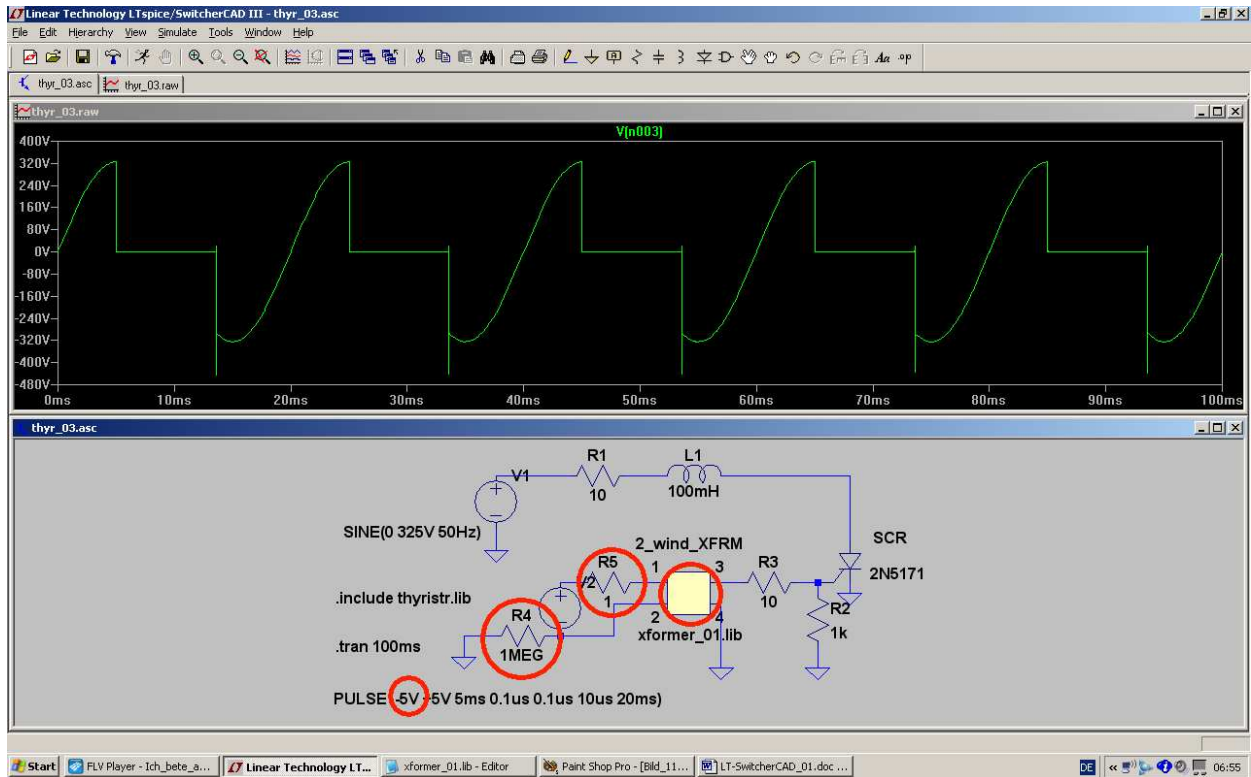 Linear Technology LTspice/SwitcherCAD III - thyr_03.asc
File Edit Hierarchy View Simulate Tools Window Help
Aa .op
thyr_03.asc thyr_03.raw
thyr_03.raw
V(n003)
400V
320V
240V
160V
80V
0V
-80V
-160V
-240V
-320V
-400V
-480V
0ms 10ms 20ms 30ms 40ms 50ms 60ms 70ms 80ms 90ms 100ms
thyr_03.asc
R1 L1
V1
10 100mH
SINE(0 325V 50Hz)
2_wind_XFRM
SCR
R5 1 3 R3
2N5171
V2
.include thyristr.lib
1 10
R4 2 4 R2
xformer_01.lib 1k
.tran 100ms
1MEG
PULSE(-5V +5V 5ms 0.1us 0.1us 10us 20ms)
Start FLV Player - Ich_bete_a... Linear Technology LT... xformer_01.lib - Editor Paint Shop Pro - [Bild_11... LT-SwitcherCAD_01.doc ... DE 06:55